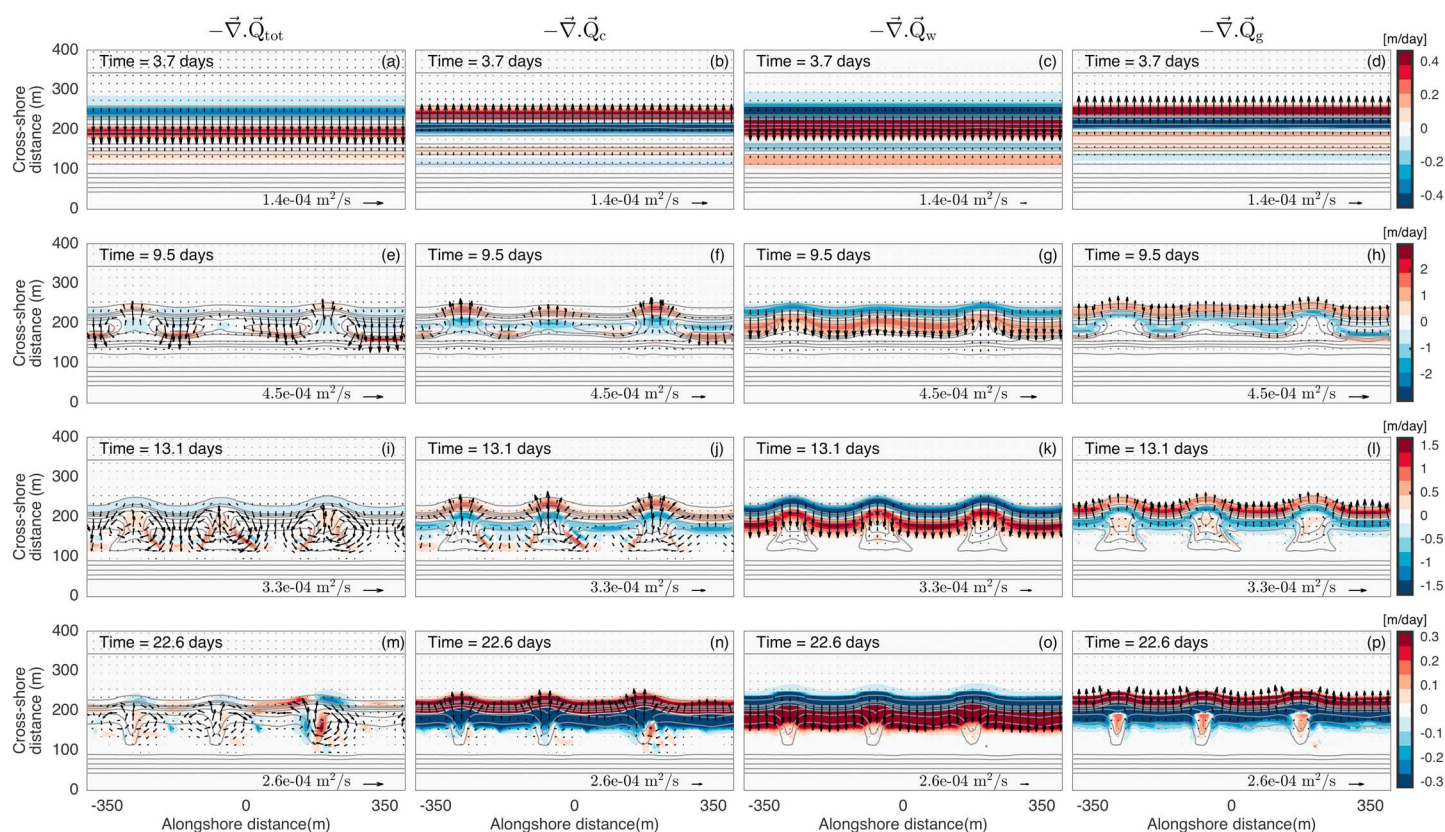 −∇⃗.Q⃗tot −∇⃗.Q⃗c −∇⃗.Q⃗w −∇⃗.Q⃗g
[m/day]
400 Time = 3.7 days (a) Time = 3.7 days (b) Time = 3.7 days (c) Time = 3.7 days (d) 0.4
300
200
100
0
Cross-shore
distance (m)
0.2
0
-0.2
-0.4
1.4e-04 m²/s 1.4e-04 m²/s 1.4e-04 m²/s 1.4e-04 m²/s
[m/day]
400 Time = 9.5 days (e) Time = 9.5 days (f) Time = 9.5 days (g) Time = 9.5 days (h)
300
200
100
0
Cross-shore
distance (m)
2
1
0
-1
-2
4.5e-04 m²/s 4.5e-04 m²/s 4.5e-04 m²/s 4.5e-04 m²/s
[m/day]
400 Time = 13.1 days (i) Time = 13.1 days (j) Time = 13.1 days (k) Time = 13.1 days (l) 1.5
300
200
100
0
Cross-shore
distance (m)
1
0.5
0
-0.5
-1
-1.5
3.3e-04 m²/s 3.3e-04 m²/s 3.3e-04 m²/s 3.3e-04 m²/s
[m/day]
400 Time = 22.6 days (m) Time = 22.6 days (n) Time = 22.6 days (o) Time = 22.6 days (p) 0.3
300
200
100
0
Cross-shore
distance(m)
0.2
0.1
0
-0.1
-0.2
-0.3
2.6e-04 m²/s 2.6e-04 m²/s 2.6e-04 m²/s 2.6e-04 m²/s
-350 0 350 -350 0 350 -350 0 350 -350 0 350
Alongshore distance(m) Alongshore distance(m) Alongshore distance(m) Alongshore distance(m)